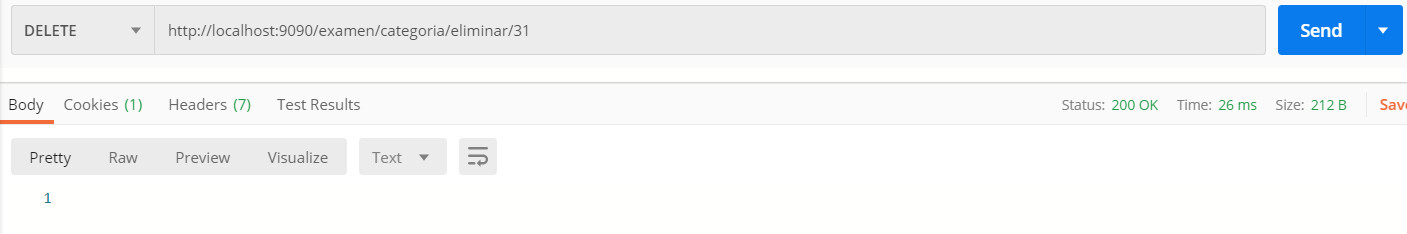 DELETE http://localhost:9090/examen/categoria/eliminar/31 Send
Body Cookies (1) Headers (7) Test Results Status: 200 OK Time: 26 ms Size: 212 B Save
Pretty Raw Preview Visualize Text
1